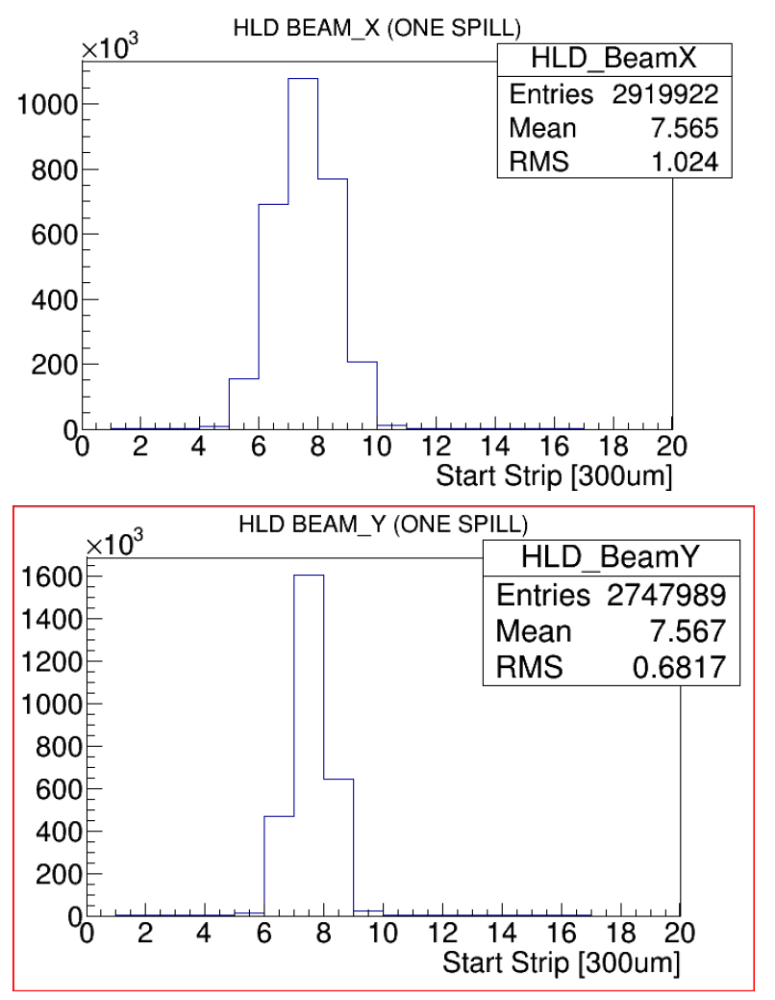 HLD BEAM_X (ONE SPILL)
×10³
HLD_BeamX
Entries 2919922
Mean 7.565
RMS 1.024
1000
800
600
400
200
0
0 2 4 6 8 10 12 14 16 18 20
Start Strip [300um]
HLD BEAM_Y (ONE SPILL)
×10³
HLD_BeamY
Entries 2747989
Mean 7.567
RMS 0.6817
1600
1400
1200
1000
800
600
400
200
0
0 2 4 6 8 10 12 14 16 18 20
Start Strip [300um]